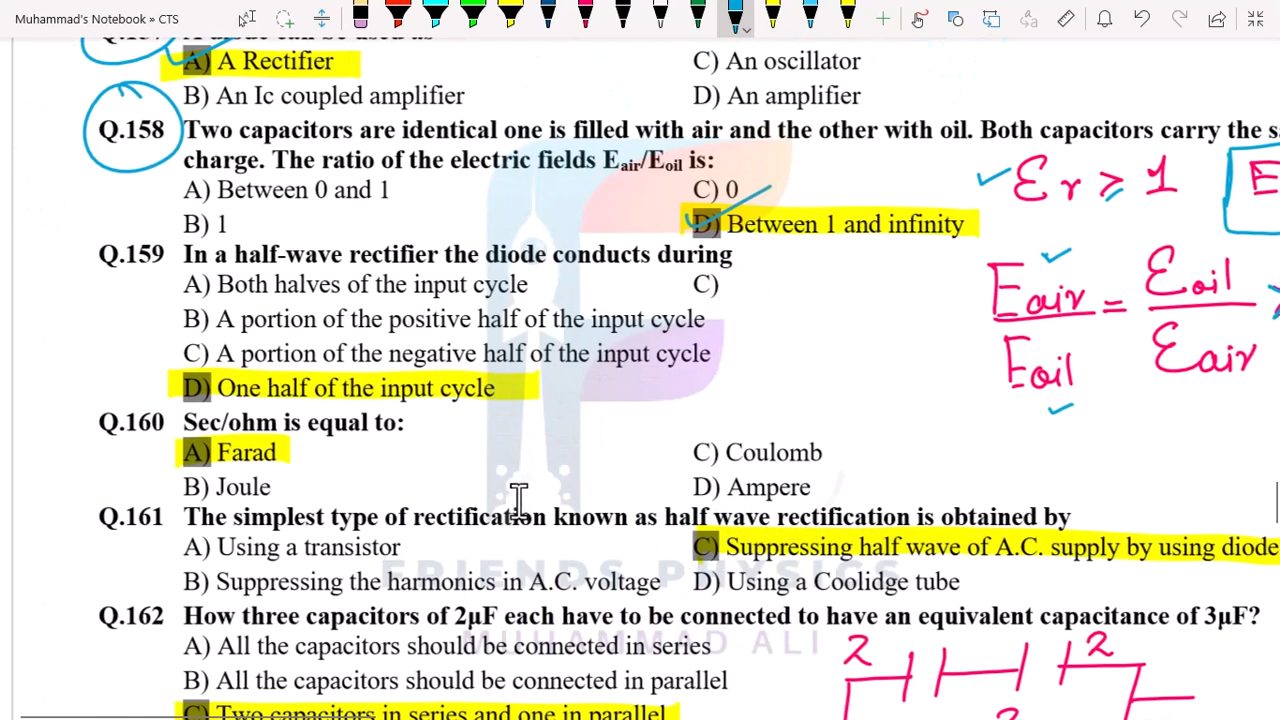 Muhammad's Notebook » CTS
A) A Rectifier
C) An oscillator
B) An Ic coupled amplifier
D) An amplifier
Q.158 Two capacitors are identical one is filled with air and the other with oil. Both capacitors carry the s
charge. The ratio of the electric fields Eair/Eoil is:
A) Between 0 and 1
C) 0
B) 1
D) Between 1 and infinity
εr ≥ 1
E
Q.159 In a half-wave rectifier the diode conducts during
A) Both halves of the input cycle
C)
B) A portion of the positive half of the input cycle
C) A portion of the negative half of the input cycle
D) One half of the input cycle
Eair = εoil
Eoil εair
Q.160 Sec/ohm is equal to:
A) Farad
C) Coulomb
B) Joule
D) Ampere
Q.161 The simplest type of rectification known as half wave rectification is obtained by
A) Using a transistor
C) Suppressing half wave of A.C. supply by using diode
B) Suppressing the harmonics in A.C. voltage
D) Using a Coolidge tube
FRIENDS PHYSICS
MUHAMMAD ALI
Q.162 How three capacitors of 2µF each have to be connected to have an equivalent capacitance of 3µF?
A) All the capacitors should be connected in series
B) All the capacitors should be connected in parallel
C) Two capacitors in series and one in parallel
2 2